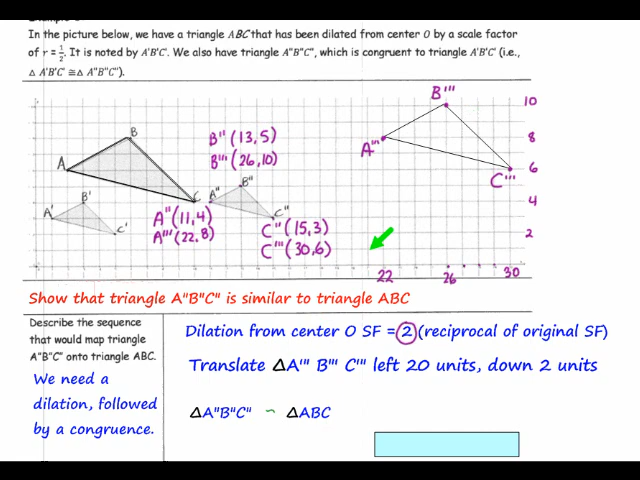 In the picture below, we have a triangle ABC that has been dilated from center O by a scale factor
of r = 1/2. It is noted by A'B'C'. We also have triangle A"B"C", which is congruent to triangle A'B'C' (i.e.,
△ A'B'C' ≅△ A"B"C").
B'''
10
B
B" (13,5)
A'''
8
A
B''' (26,10)
C'''
6
B'
C
A"
B"
4
A'
C'
A" (11,4)
C"
C" (15,3)
2
A''' (22,8)
C''' (30,6)
22
26
30
Show that triangle A"B"C" is similar to triangle ABC
Describe the sequence
that would map triangle
A"B"C" onto triangle ABC.
We need a
dilation, followed
by a congruence.
Dilation from center O SF = 2 (reciprocal of original SF)
Translate △A''' B''' C''' left 20 units, down 2 units
△A"B"C" ~ △ABC